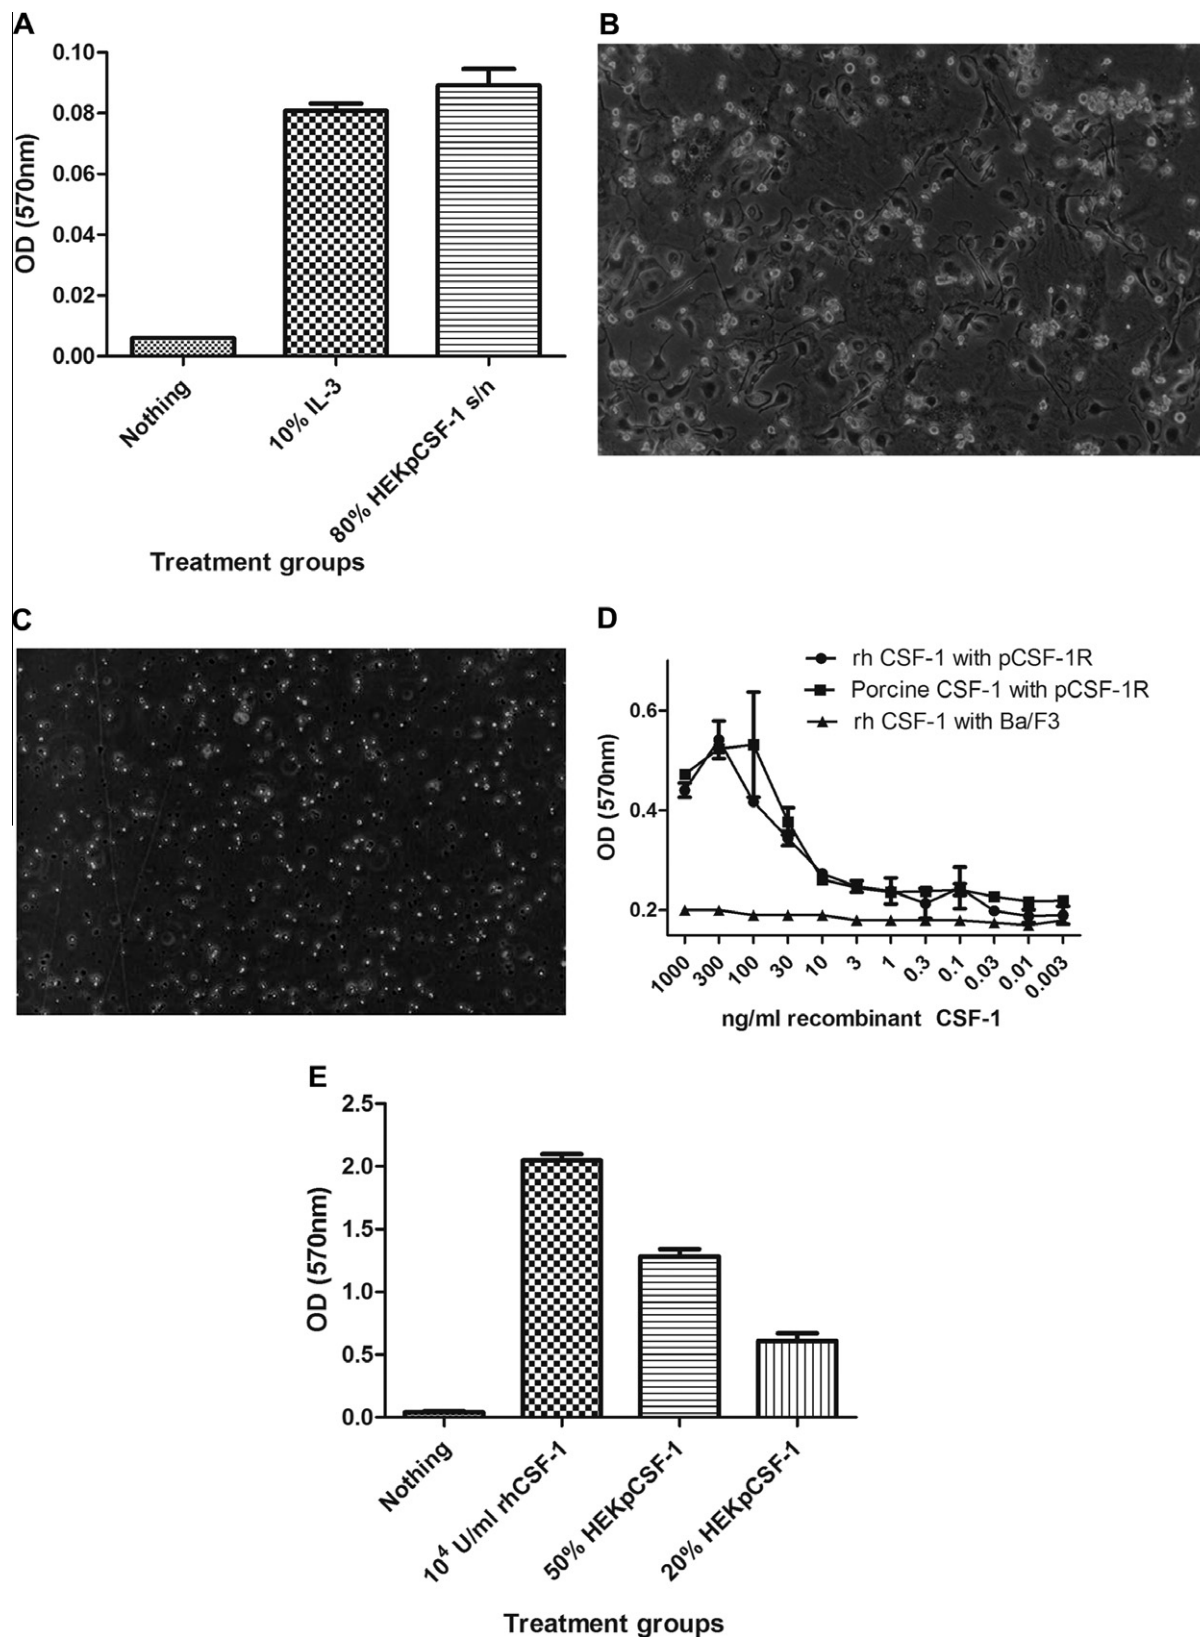 A
OD (570nm)
0.10
0.08
0.06
0.04
0.02
0.00
Nothing
10% IL-3
80% HEKpCSF-1 s/n
Treatment groups
B
C
D
rh CSF-1 with pCSF-1R
Porcine CSF-1 with pCSF-1R
rh CSF-1 with Ba/F3
OD (570nm)
0.6
0.4
0.2
1000
300
100
30
10
3
1
0.3
0.1
0.03
0.01
0.003
ng/ml recombinant CSF-1
E
OD (570nm)
2.5
2.0
1.5
1.0
0.5
0.0
Nothing
10⁴ U/ml rhCSF-1
50% HEKpCSF-1
20% HEKpCSF-1
Treatment groups